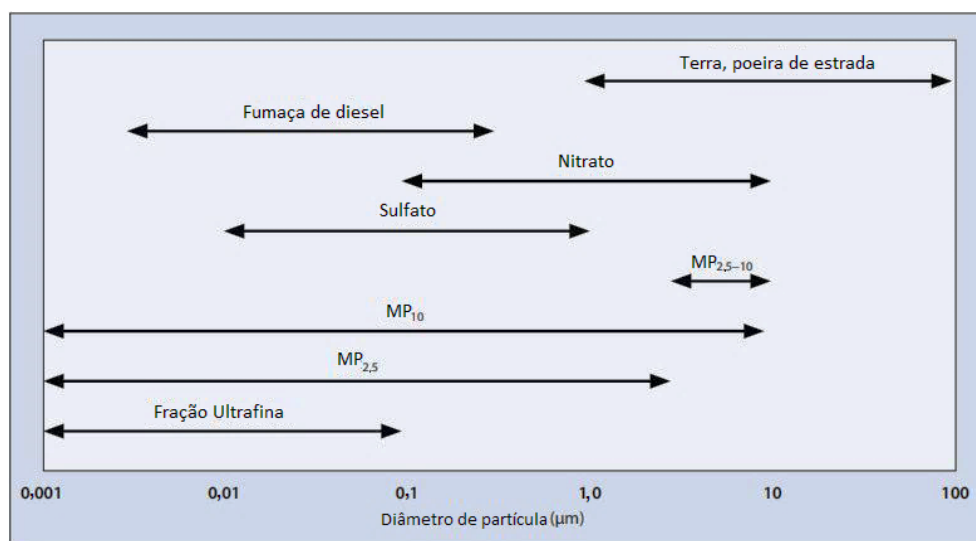 Terra, poeira de estrada
Fumaça de diesel
Nitrato
Sulfato
MP2,5–10
MP10
MP2,5
Fração Ultrafina
0,001 0,01 0,1 1,0 10 100
Diâmetro de partícula (µm)